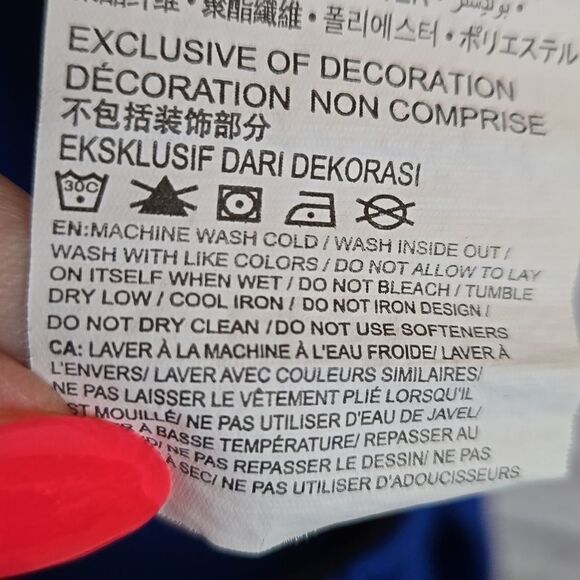 聚酯纖維 • 폴리에스터 • ポリエステル
EXCLUSIVE OF DECORATION
DÉCORATION NON COMPRISE
不包括装饰部分
EKSKLUSIF DARI DEKORASI
30C
EN:MACHINE WASH COLD / WASH INSIDE OUT /
WASH WITH LIKE COLORS / DO NOT ALLOW TO LAY
ON ITSELF WHEN WET / DO NOT BLEACH / TUMBLE
DRY LOW / COOL IRON / DO NOT IRON DESIGN /
DO NOT DRY CLEAN / DO NOT USE SOFTENERS
CA: LAVER À LA MACHINE À L'EAU FROIDE/ LAVER À
L'ENVERS/ LAVER AVEC COULEURS SIMILAIRES/
NE PAS LAISSER LE VÊTEMENT PLIÉ LORSQU'IL
EST MOUILLÉ/ NE PAS UTILISER D'EAU DE JAVEL/
À BASSE TEMPÉRATURE/ REPASSER AU
NE PAS REPASSER LE DESSIN/ NE PAS
À SEC/ NE PAS UTILISER D'ADOUCISSEURS